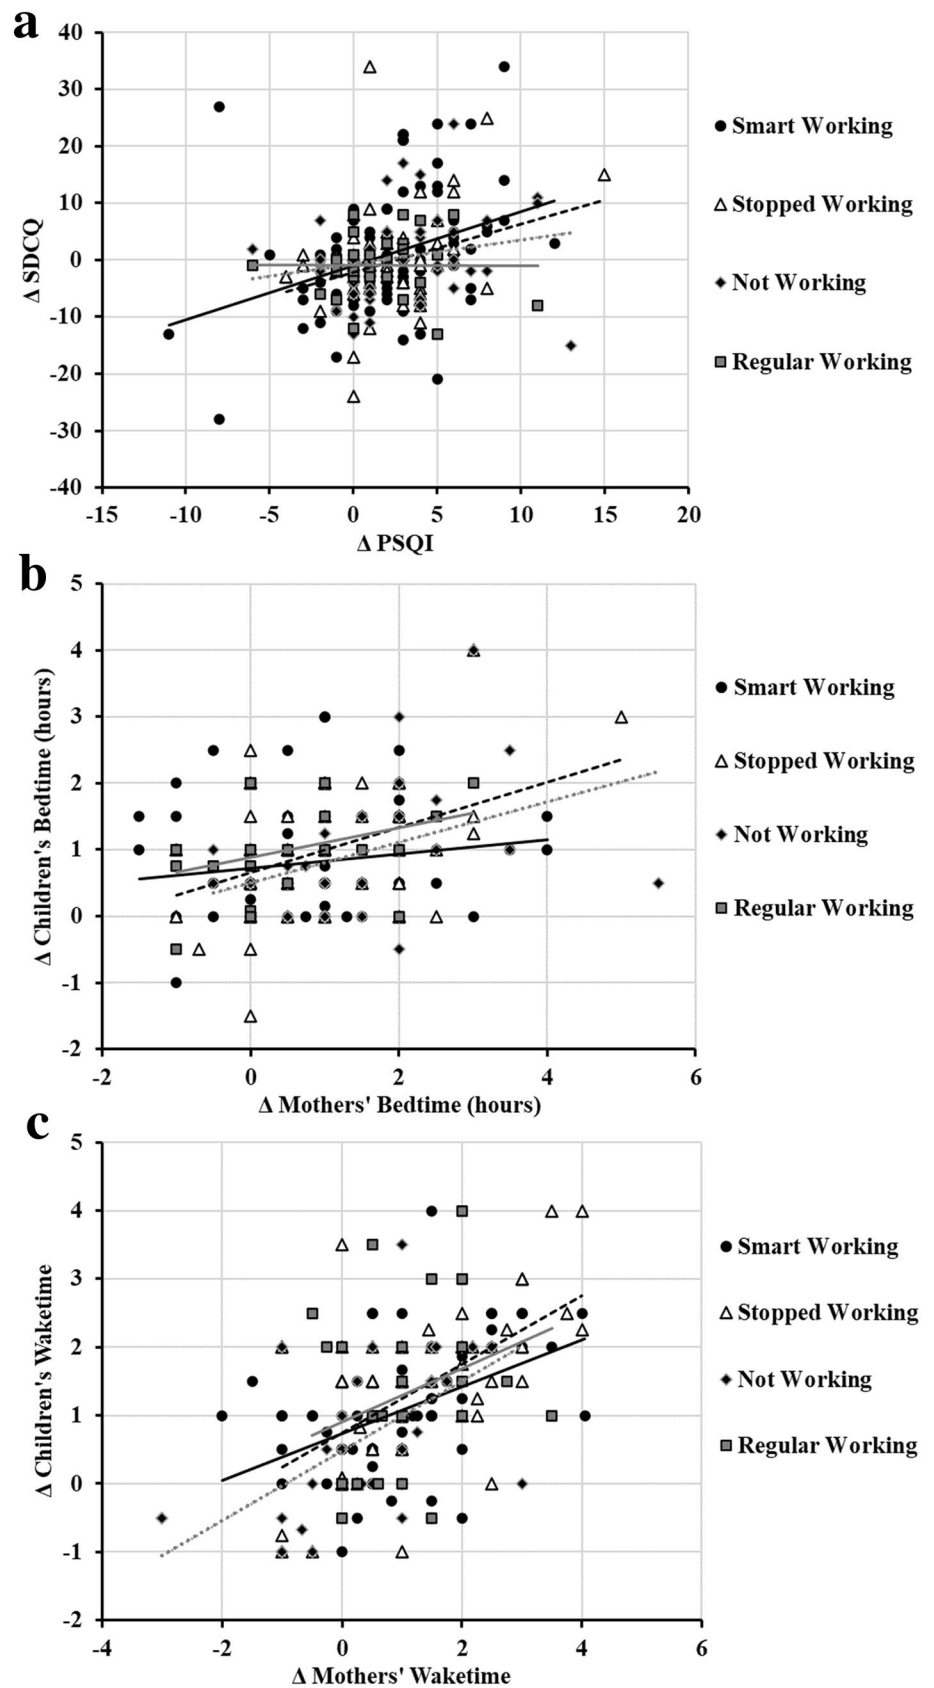 a
40
30
20
10
0
-10
-20
-30
-40
Δ SDCQ
-15 -10 -5 0 5 10 15 20
Δ PSQI
Smart Working
Stopped Working
Not Working
Regular Working
b
5
4
3
2
1
0
-1
-2
Δ Children's Bedtime (hours)
-2 0 2 4 6
Δ Mothers' Bedtime (hours)
Smart Working
Stopped Working
Not Working
Regular Working
c
5
4
3
2
1
0
-1
-2
Δ Children's Waketime
-4 -2 0 2 4 6
Δ Mothers' Waketime
Smart Working
Stopped Working
Not Working
Regular Working